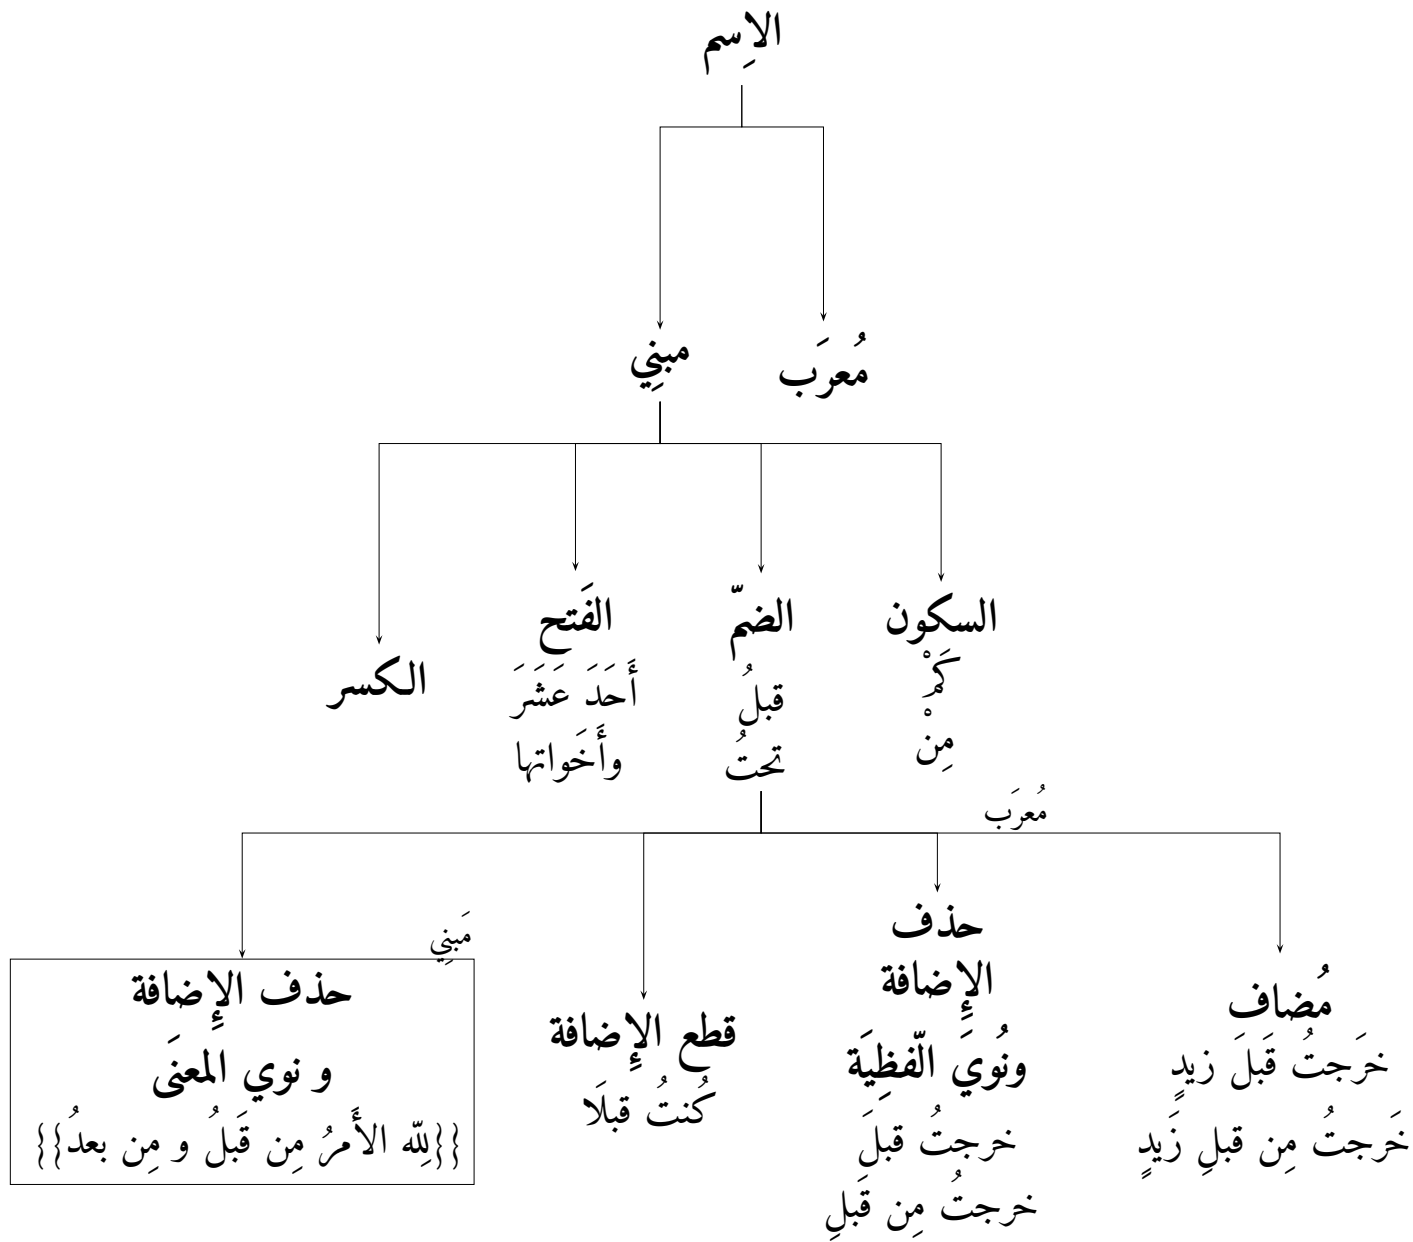 الاِسم
مُعرَب
مبنِي
السكون
كَمْ
مِنْ
الضمّ
قبلُ
تحتُ
الفَتح
أَحَدَ عَشَرَ
وأَخَواتها
الكسر
مُعرَب
مُضاف
خرَجتُ قَبلَ زيدٍ
خَرجتُ مِن قبلِ زَيدٍ
حذف
الإِضافة
ونُويَ الّفظِيَة
خرجتُ قبلَ
خرجتُ مِن قَبلِ
قطع الإِضافة
كُنتُ قبلَا
مَبنِي
حذف الإِضافة
و نوي المعنَى
{{لِلّه الأَمرُ مِن قَبلُ و مِن بعدُ}}